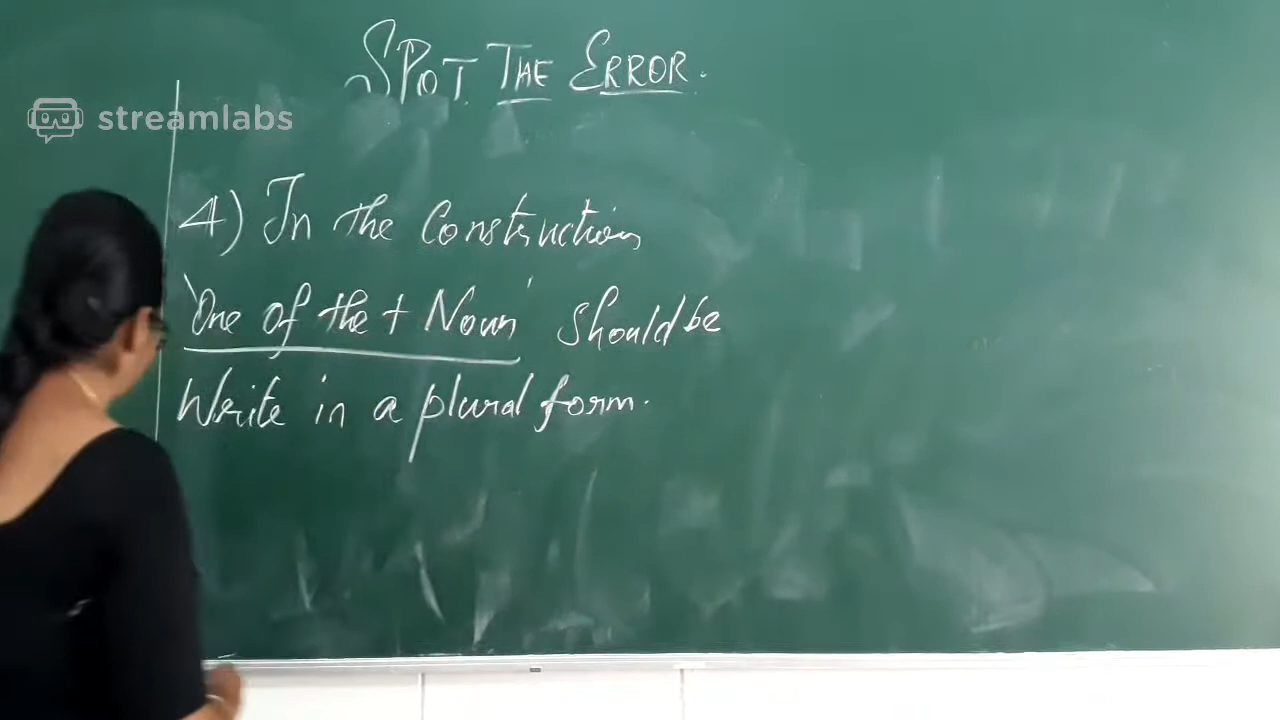 SPOT THE ERROR.
streamlabs
4) In the Construction
'One of the + Noun' should be
Write in a plural form.